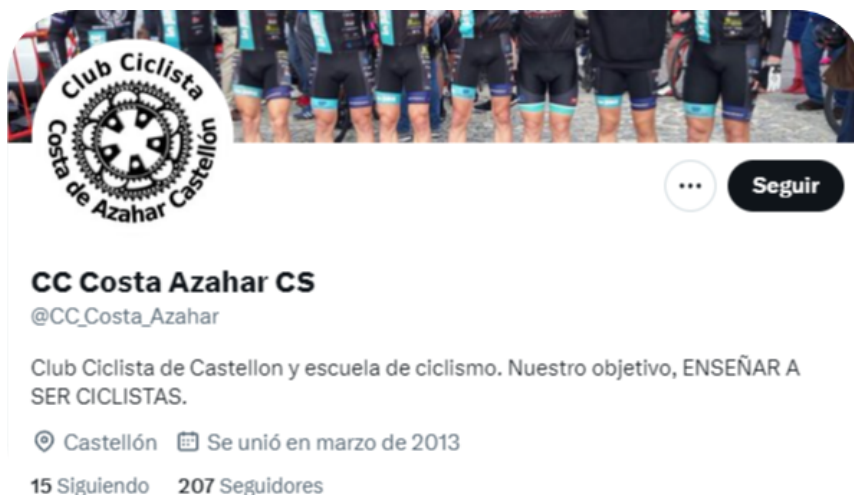 Club Ciclista
Costa de Azahar Castellón
Seguir
CC Costa Azahar CS
@CC_Costa_Azahar
Club Ciclista de Castellon y escuela de ciclismo. Nuestro objetivo, ENSEÑAR A
SER CICLISTAS.
Castellón Se unió en marzo de 2013
15 Siguiendo 207 Seguidores